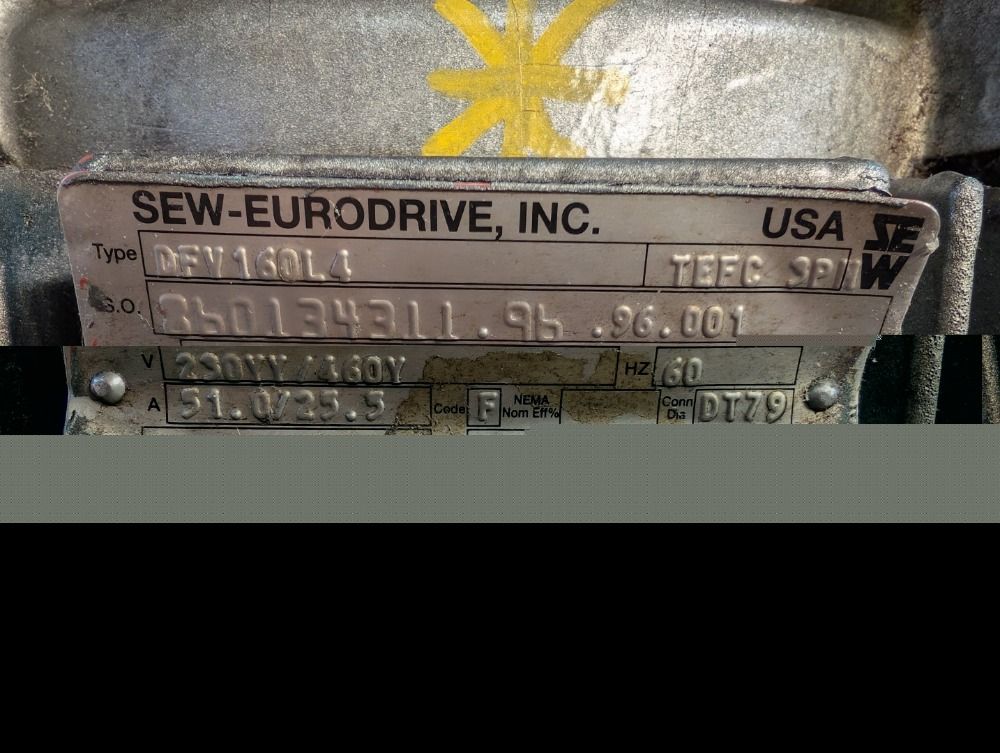 SEW-EURODRIVE, INC. USA SEW
Type DFV160L4 TEFC 3PH
S.O. 860134311.96.96.001
V 230YY/460Y HZ 60
A 51.0/25.5 Code F NEMA Nom Eff% Conn Dia DT79